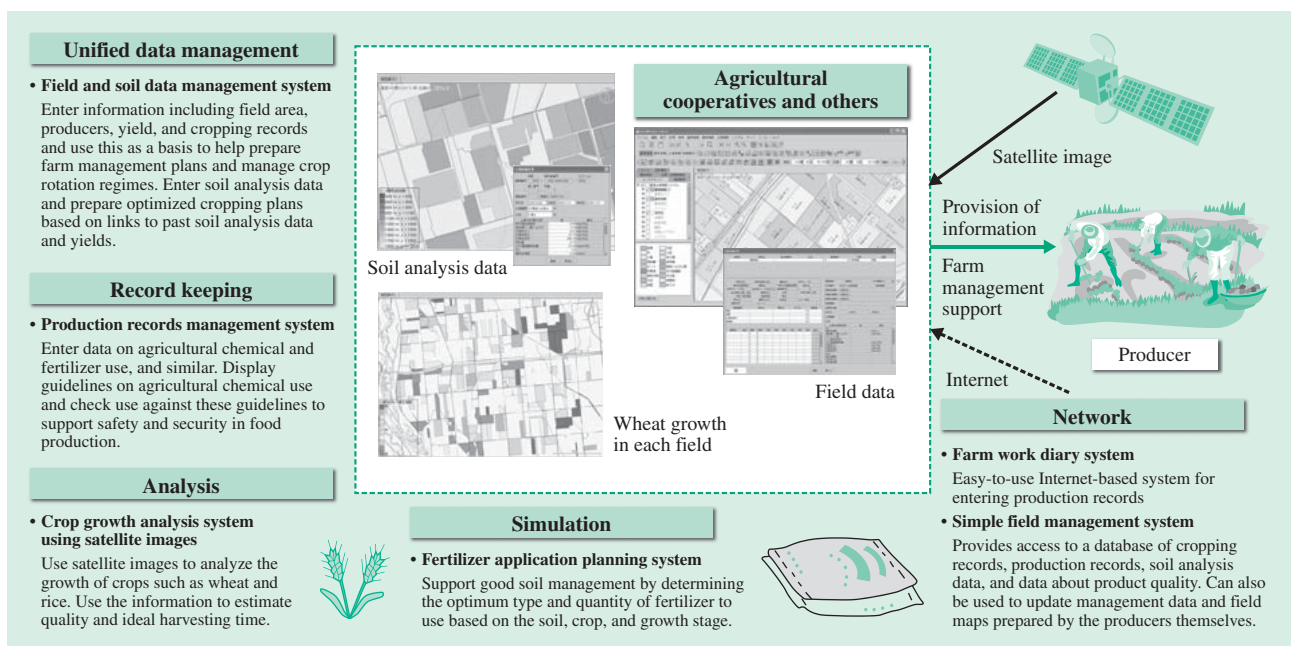 Unified data management
• Field and soil data management system
Enter information including field area,
producers, yield, and cropping records
and use this as a basis to help prepare
farm management plans and manage crop
rotation regimes. Enter soil analysis data
and prepare optimized cropping plans
based on links to past soil analysis data
and yields.
Record keeping
• Production records management system
Enter data on agricultural chemical and
fertilizer use, and similar. Display
guidelines on agricultural chemical use
and check use against these guidelines to
support safety and security in food
production.
Analysis
• Crop growth analysis system
using satellite images
Use satellite images to analyze the
growth of crops such as wheat and
rice. Use the information to estimate
quality and ideal harvesting time.
Agricultural
cooperatives and others
Soil analysis data
Field data
Wheat growth
in each field
Simulation
• Fertilizer application planning system
Support good soil management by determining
the optimum type and quantity of fertilizer to
use based on the soil, crop, and growth stage.
Satellite image
Provision of
information
Farm
management
support
Producer
Internet
Network
• Farm work diary system
Easy-to-use Internet-based system for
entering production records
• Simple field management system
Provides access to a database of cropping
records, production records, soil analysis
data, and data about product quality. Can also
be used to update management data and field
maps prepared by the producers themselves.